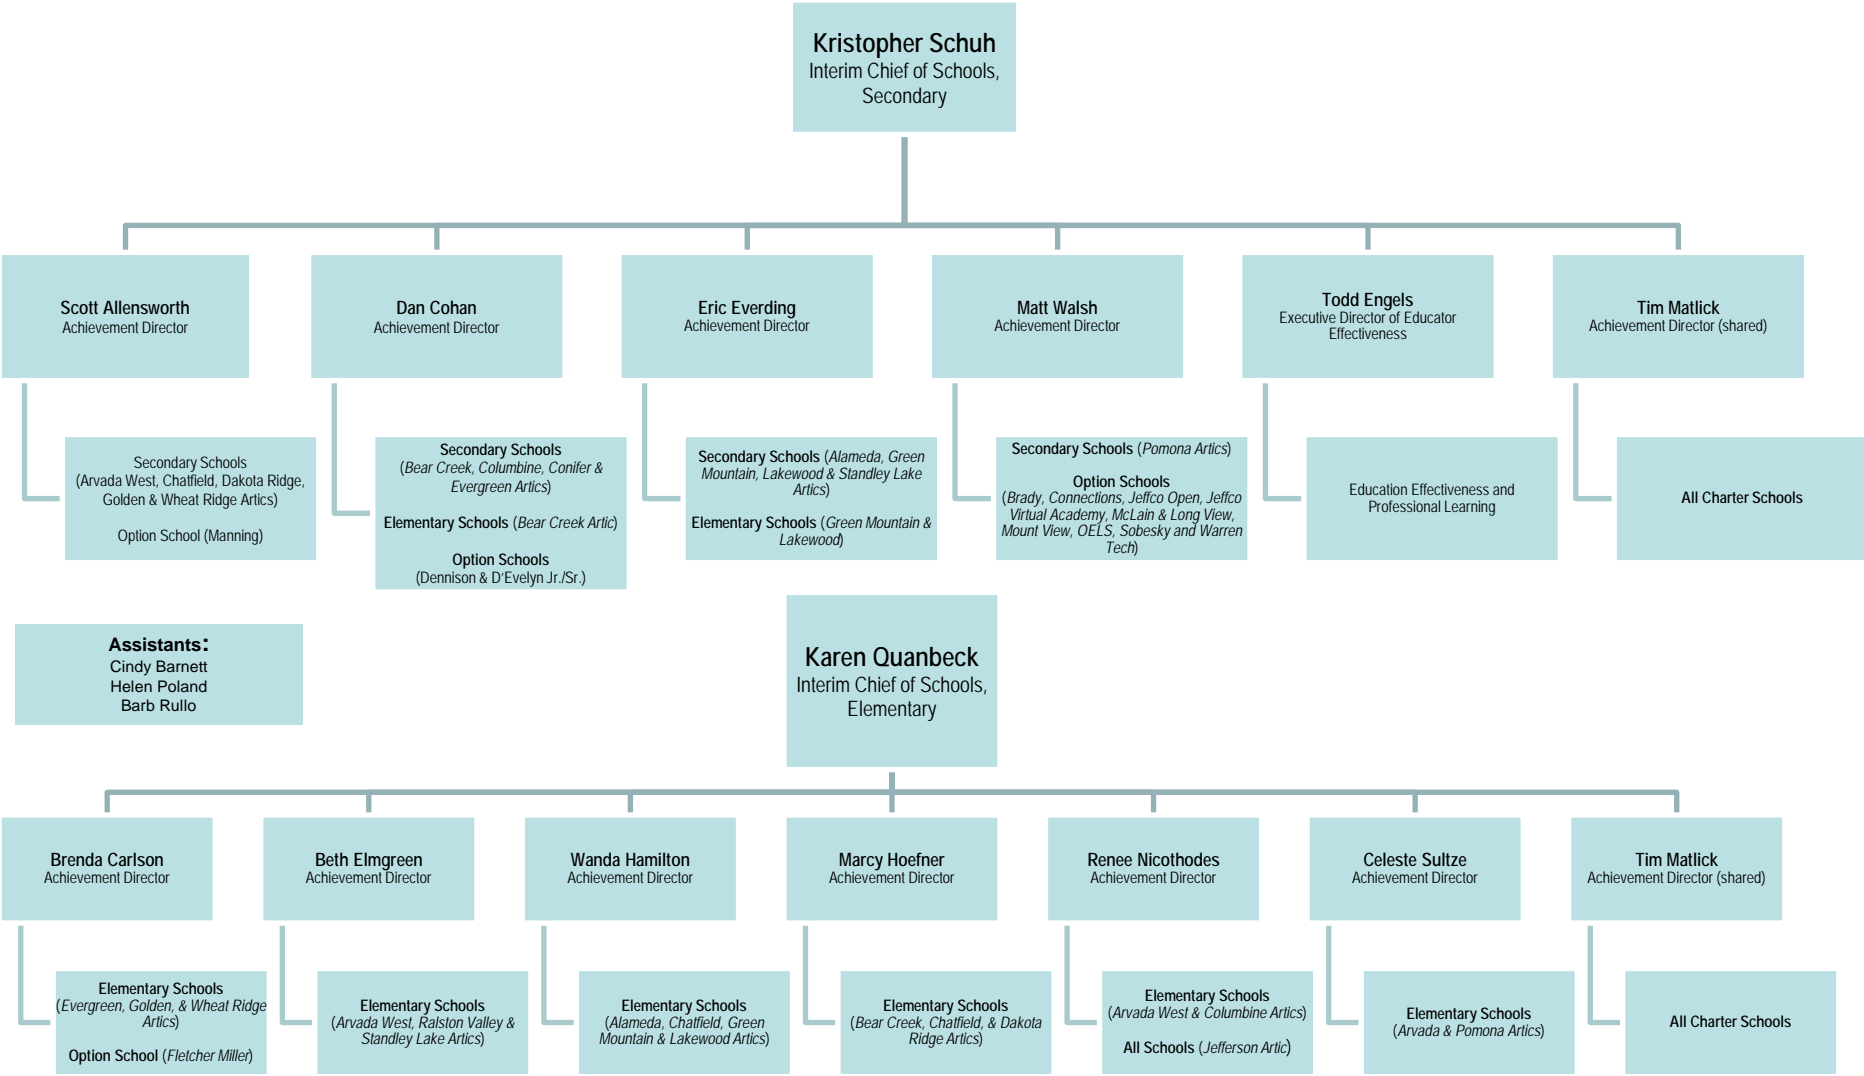 Kristopher Schuh
Interim Chief of Schools,
Secondary
Scott Allensworth
Achievement Director
Dan Cohan
Achievement Director
Eric Everding
Achievement Director
Matt Walsh
Achievement Director
Todd Engels
Executive Director of Educator
Effectiveness
Tim Matlick
Achievement Director (shared)
Secondary Schools
(Arvada West, Chatfield, Dakota Ridge,
Golden & Wheat Ridge Artics)
Option School (Manning)
Secondary Schools
(Bear Creek, Columbine, Conifer &
Evergreen Artics)
Elementary Schools (Bear Creek Artic)
Option Schools
(Dennison & D'Evelyn Jr./Sr.)
Secondary Schools (Alameda, Green
Mountain, Lakewood & Standley Lake
Artics)
Elementary Schools (Green Mountain &
Lakewood)
Secondary Schools (Pomona Artics)
Option Schools
(Brady, Connections, Jeffco Open, Jeffco
Virtual Academy, McLain & Long View,
Mount View, OELS, Sobesky and Warren
Tech)
Education Effectiveness and
Professional Learning
All Charter Schools
Assistants:
Cindy Barnett
Helen Poland
Barb Rullo
Karen Quanbeck
Interim Chief of Schools,
Elementary
Brenda Carlson
Achievement Director
Beth Elmgreen
Achievement Director
Wanda Hamilton
Achievement Director
Marcy Hoefner
Achievement Director
Renee Nicothodes
Achievement Director
Celeste Sultze
Achievement Director
Tim Matlick
Achievement Director (shared)
Elementary Schools
(Evergreen, Golden, & Wheat Ridge
Artics)
Option School (Fletcher Miller)
Elementary Schools
(Arvada West, Ralston Valley &
Standley Lake Artics)
Elementary Schools
(Alameda, Chatfield, Green
Mountain & Lakewood Artics)
Elementary Schools
(Bear Creek, Chatfield, & Dakota
Ridge Artics)
Elementary Schools
(Arvada West & Columbine Artics)
All Schools (Jefferson Artic)
Elementary Schools
(Arvada & Pomona Artics)
All Charter Schools